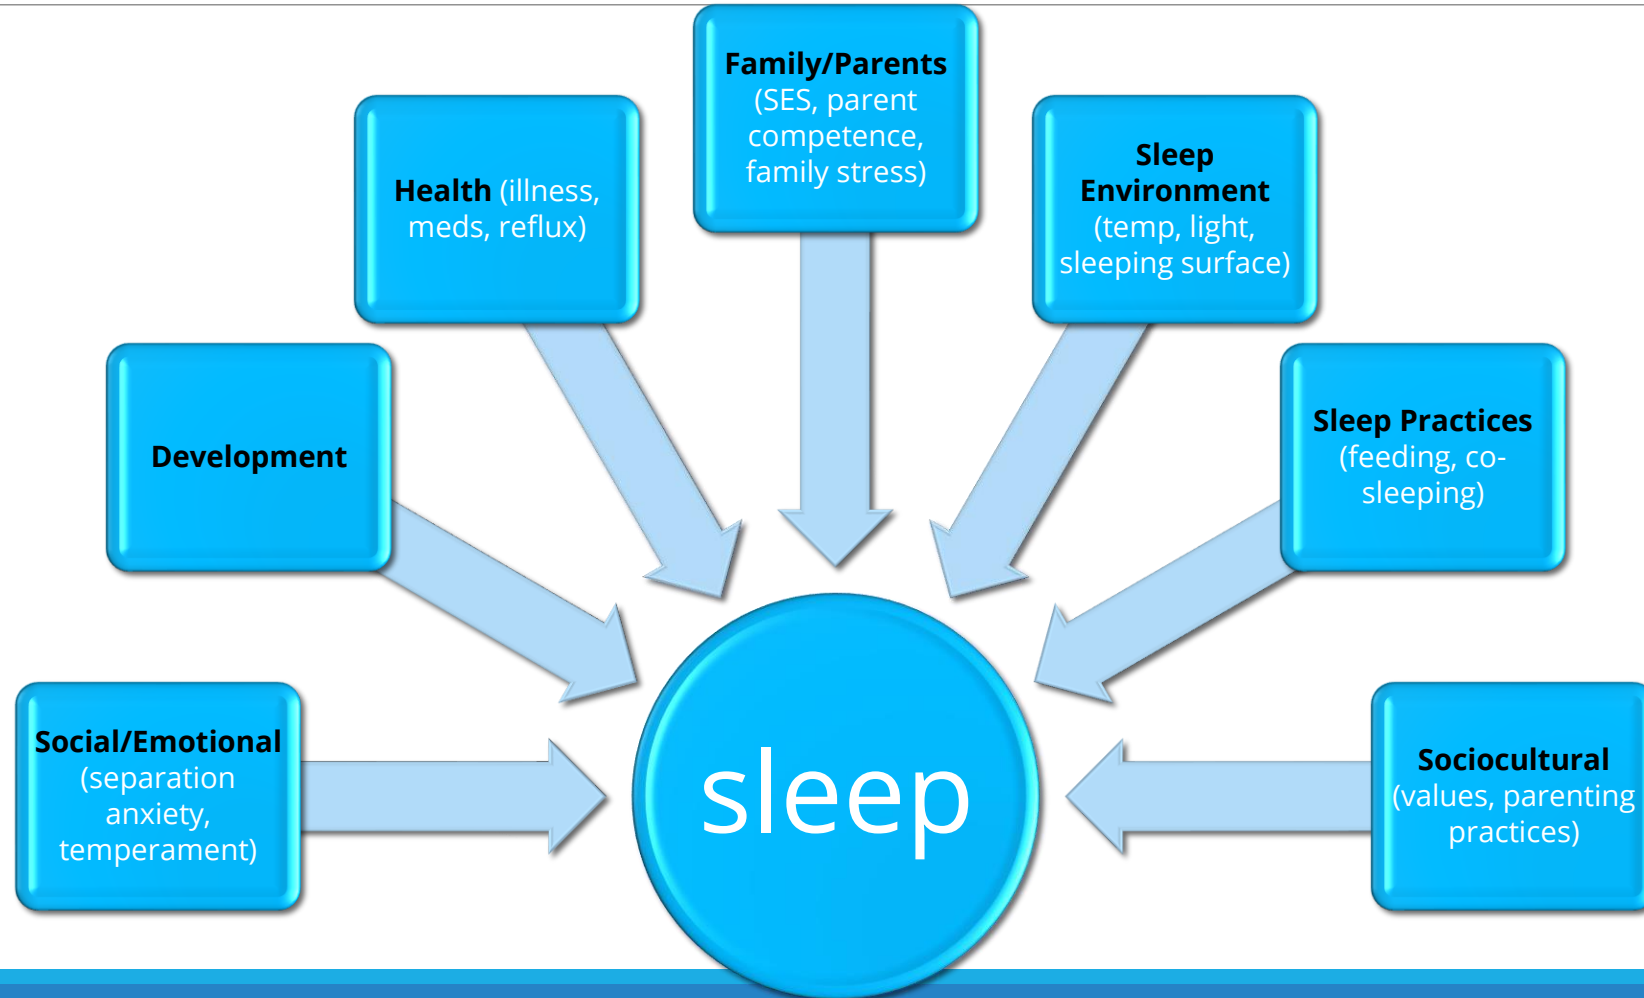 Family/Parents
(SES, parent
competence,
family stress)
Health (illness,
meds, reflux)
Sleep
Environment
(temp, light,
sleeping surface)
Development
Sleep Practices
(feeding, co-
sleeping)
Social/Emotional
(separation
anxiety,
temperament)
sleep
Sociocultural
(values, parenting
practices)